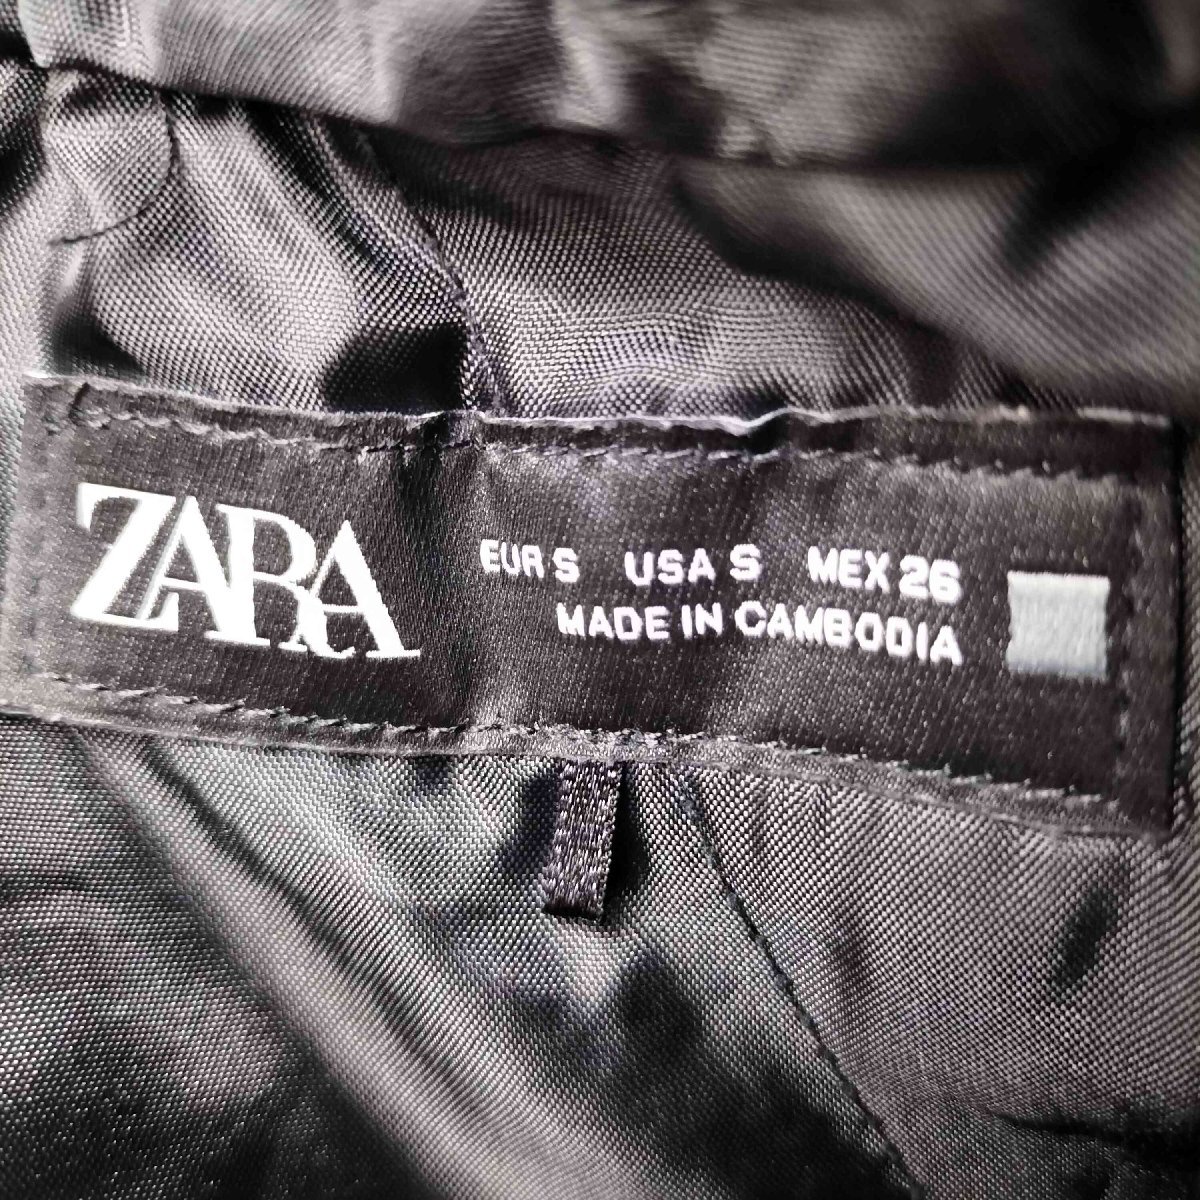 ZARA
EUR S USA S MEX 26
MADE IN CAMBODIA